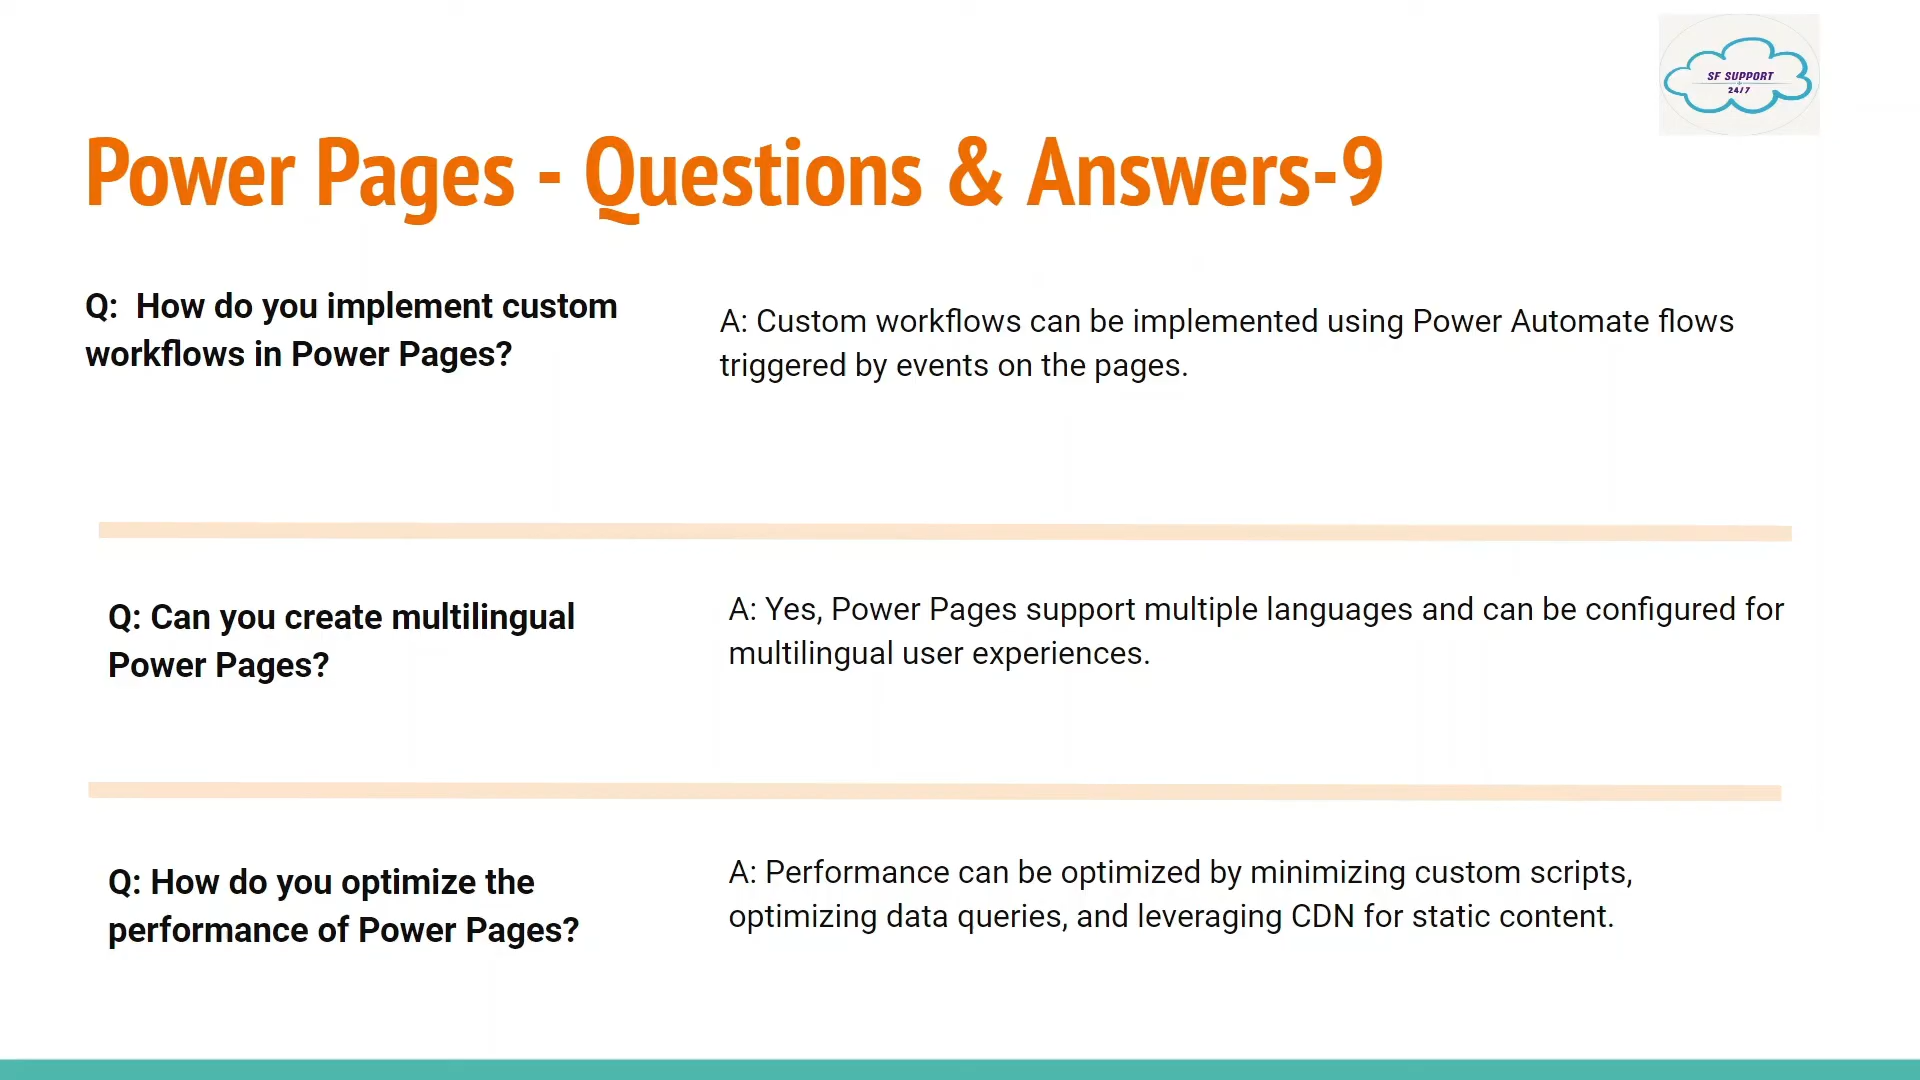 SF SUPPORT
24/7
Power Pages - Questions & Answers-9
Q:  How do you implement custom
workflows in Power Pages?
A: Custom workflows can be implemented using Power Automate flows
triggered by events on the pages.
Q: Can you create multilingual
Power Pages?
A: Yes, Power Pages support multiple languages and can be configured for
multilingual user experiences.
Q: How do you optimize the
performance of Power Pages?
A: Performance can be optimized by minimizing custom scripts,
optimizing data queries, and leveraging CDN for static content.